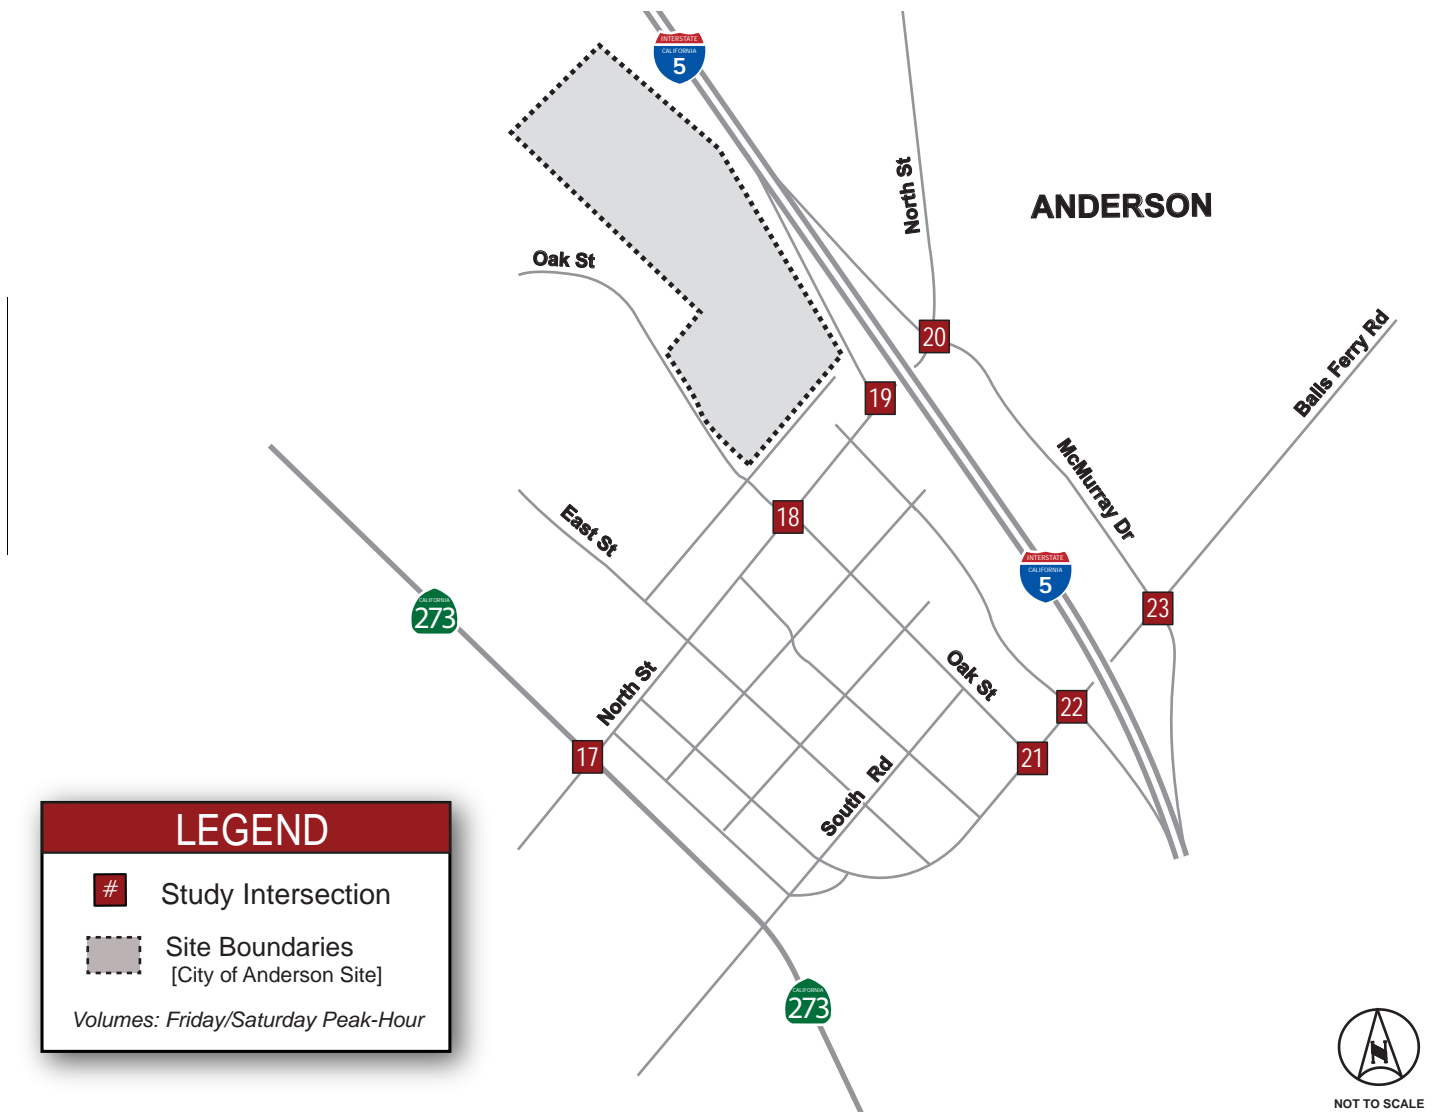 INTERSTATE
CALIFORNIA
5
North St
ANDERSON
Oak St
20
Balls Ferry Rd
19
McMurray Dr
18
East St
INTERSTATE
CALIFORNIA
5
CALIFORNIA
273
23
North St
Oak St
22
17
21
South Rd
LEGEND
# Study Intersection
Site Boundaries
[City of Anderson Site]
Volumes: Friday/Saturday Peak-Hour
CALIFORNIA
273
N
NOT TO SCALE